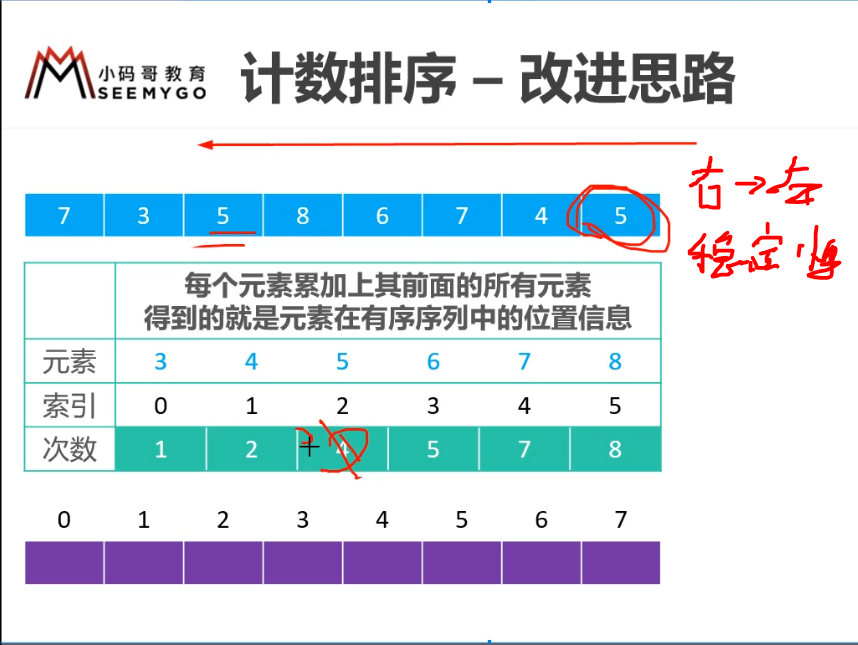 小码哥教育
SEEMYGO
计数排序 – 改进思路
右→左
7 3 5 8 6 7 4 5
稳定性
每个元素累加上其前面的所有元素
得到的就是元素在有序序列中的位置信息
元素 3 4 5 6 7 8
索引 0 1 2 3 4 5
次数 1 2 3 4 5 7 8
0 1 2 3 4 5 6 7